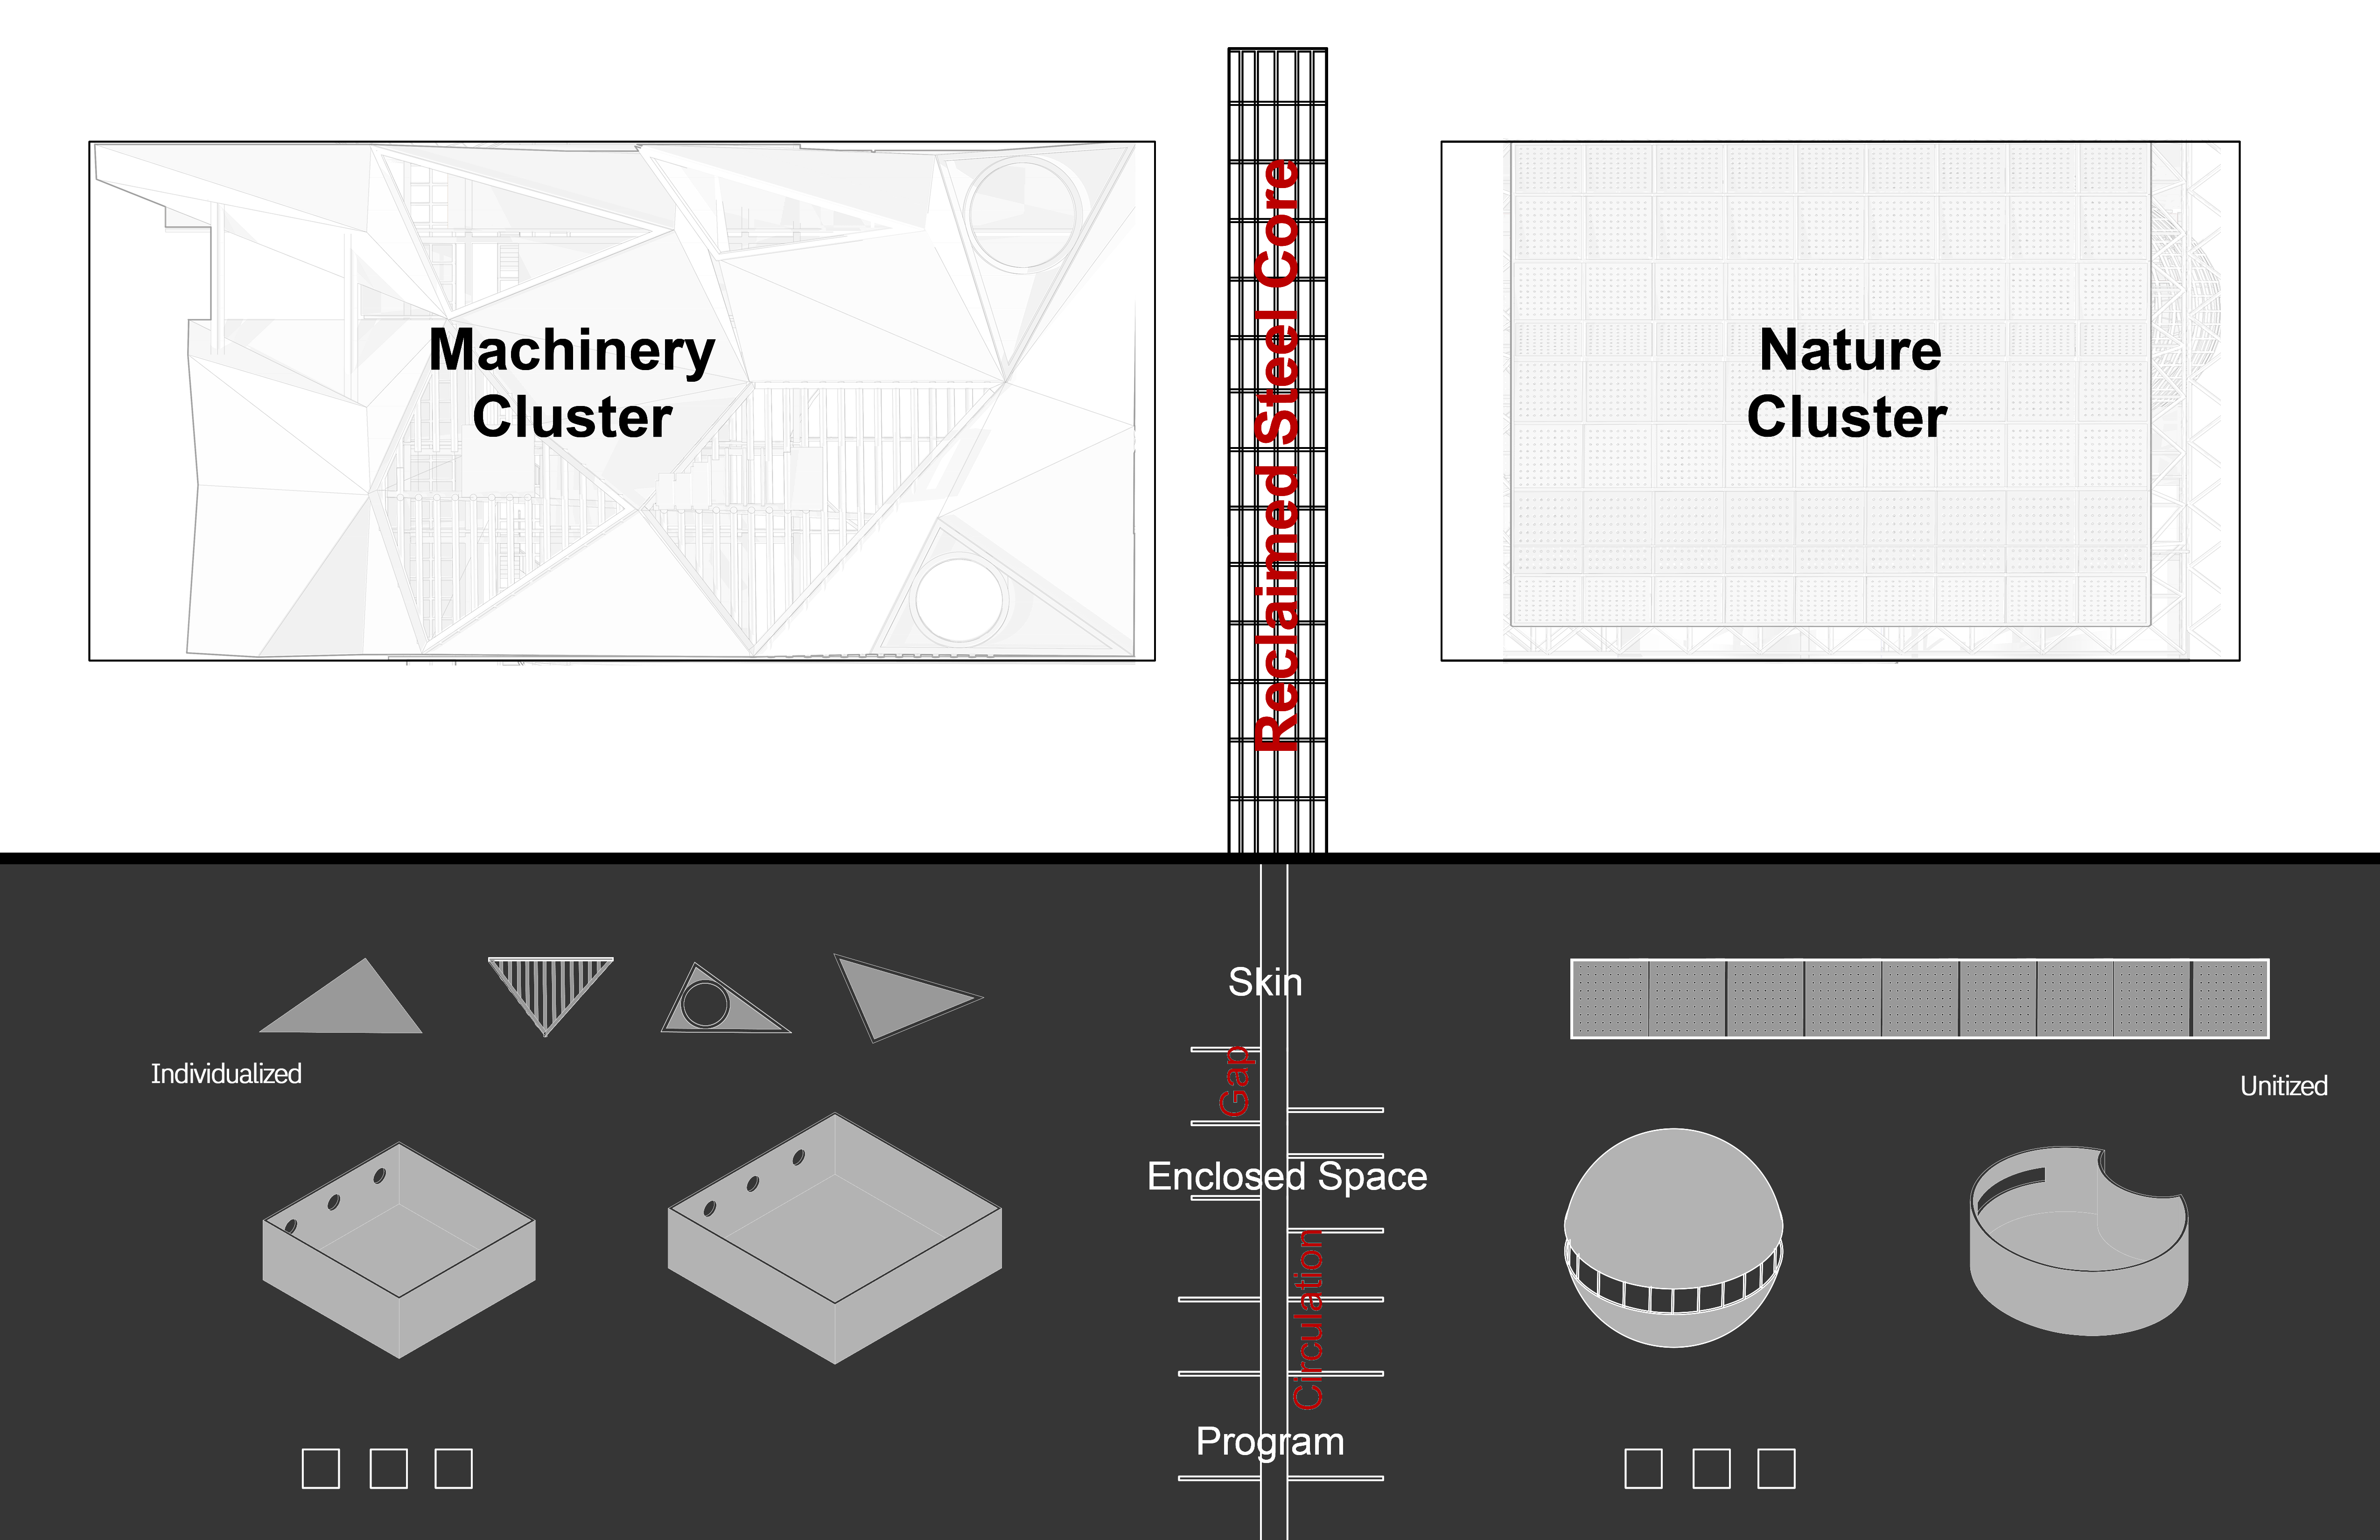 Machinery
Cluster
Reclaimed Steel Core
Nature
Cluster
Skin
Individualized
Gap
Unitized
Enclosed Space
Circulation
Program